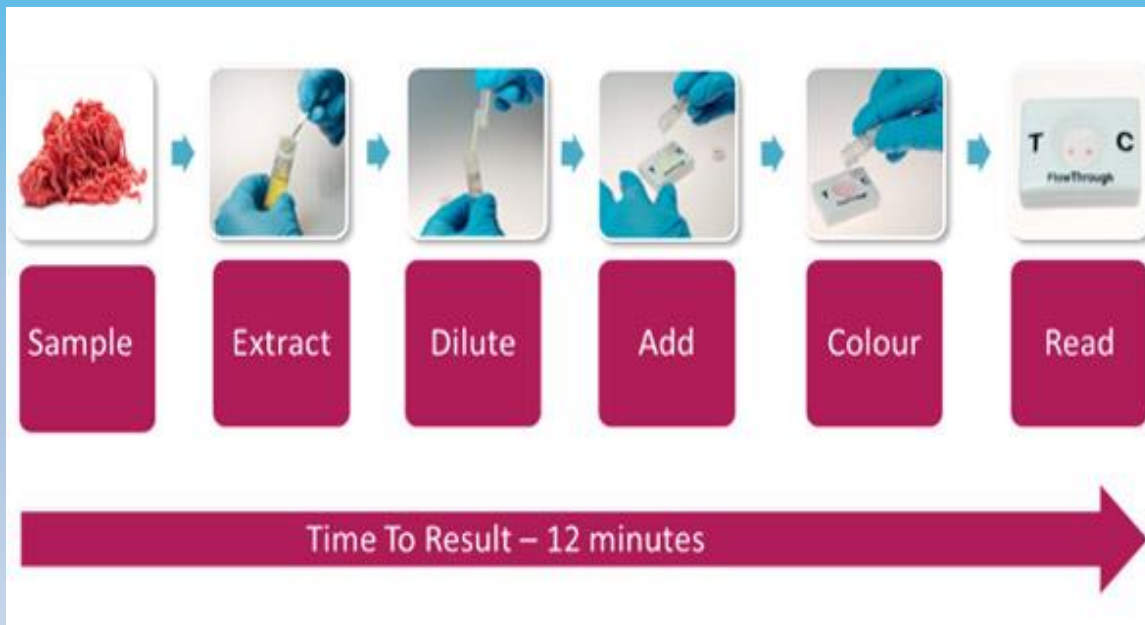 T C
FlowThrough
Sample
Extract
Dilute
Add
Colour
Read
Time To Result – 12 minutes